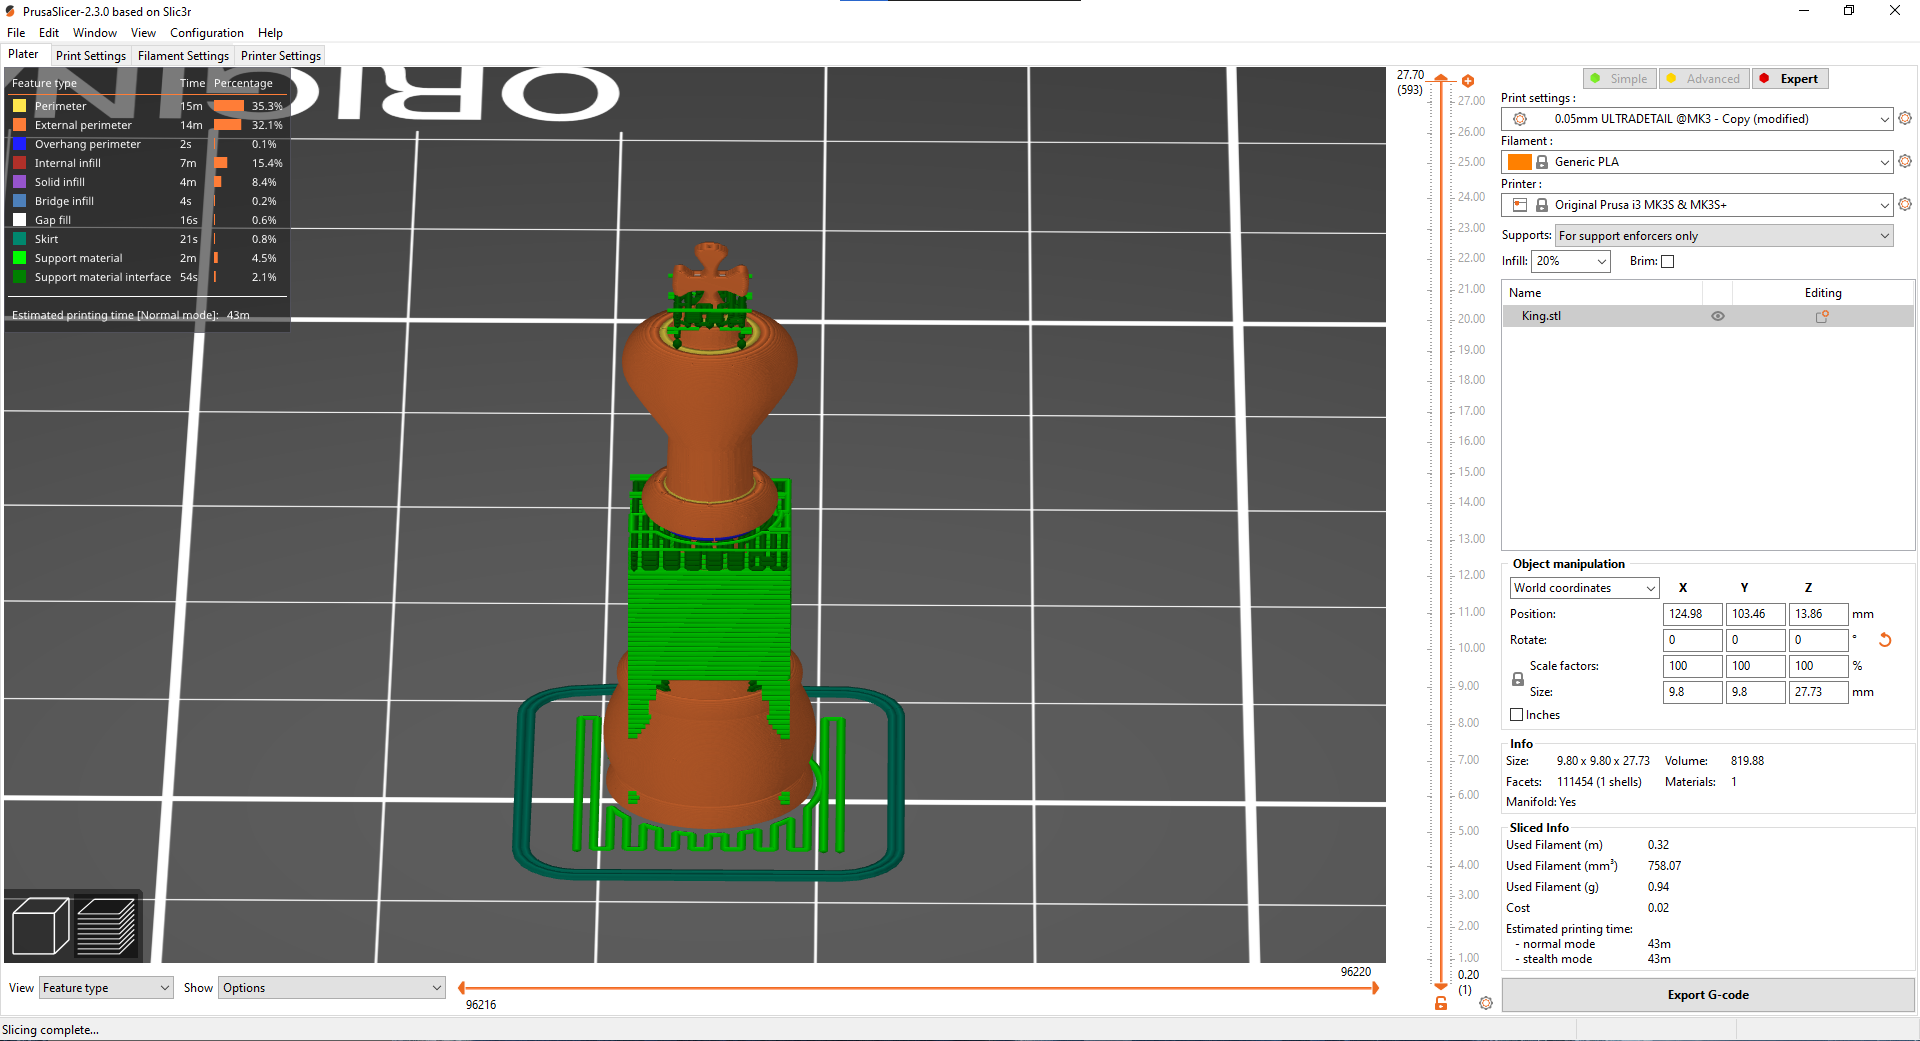 PrusaSlicer-2.3.0 based on Slic3r
File Edit Window View Configuration Help
Plater Print Settings Filament Settings Printer Settings
ORIGIN
Feature type Time Percentage
Perimeter 15m 35.3%
External perimeter 14m 32.1%
Overhang perimeter 2s 0.1%
Internal infill 7m 15.4%
Solid infill 4m 8.4%
Bridge infill 4s 0.2%
Gap fill 16s 0.6%
Skirt 21s 0.8%
Support material 2m 4.5%
Support material interface 54s 2.1%
Estimated printing time [Normal mode]: 43m
27.70
(593)
27.00
26.00
25.00
24.00
23.00
22.00
21.00
20.00
19.00
18.00
17.00
16.00
15.00
14.00
13.00
12.00
11.00
10.00
9.00
8.00
7.00
6.00
5.00
4.00
3.00
2.00
1.00
0.20
(1)
View Feature type Show Options
96220
96216
Simple Advanced Expert
Print settings :
0.05mm ULTRADETAIL @MK3 - Copy (modified)
Filament :
Generic PLA
Printer :
Original Prusa i3 MK3S & MK3S+
Supports: For support enforcers only
Infill: 20% Brim:
Name Editing
King.stl
Object manipulation
World coordinates X Y Z
Position: 124.98 103.46 13.86 mm
Rotate: 0 0 0 °
Scale factors: 100 100 100 %
Size: 9.8 9.8 27.73 mm
Inches
Info
Size: 9.80 x 9.80 x 27.73 Volume: 819.88
Facets: 111454 (1 shells) Materials: 1
Manifold: Yes
Sliced Info
Used Filament (m) 0.32
Used Filament (mm³) 758.07
Used Filament (g) 0.94
Cost 0.02
Estimated printing time:
- normal mode 43m
- stealth mode 43m
Export G-code
Slicing complete...